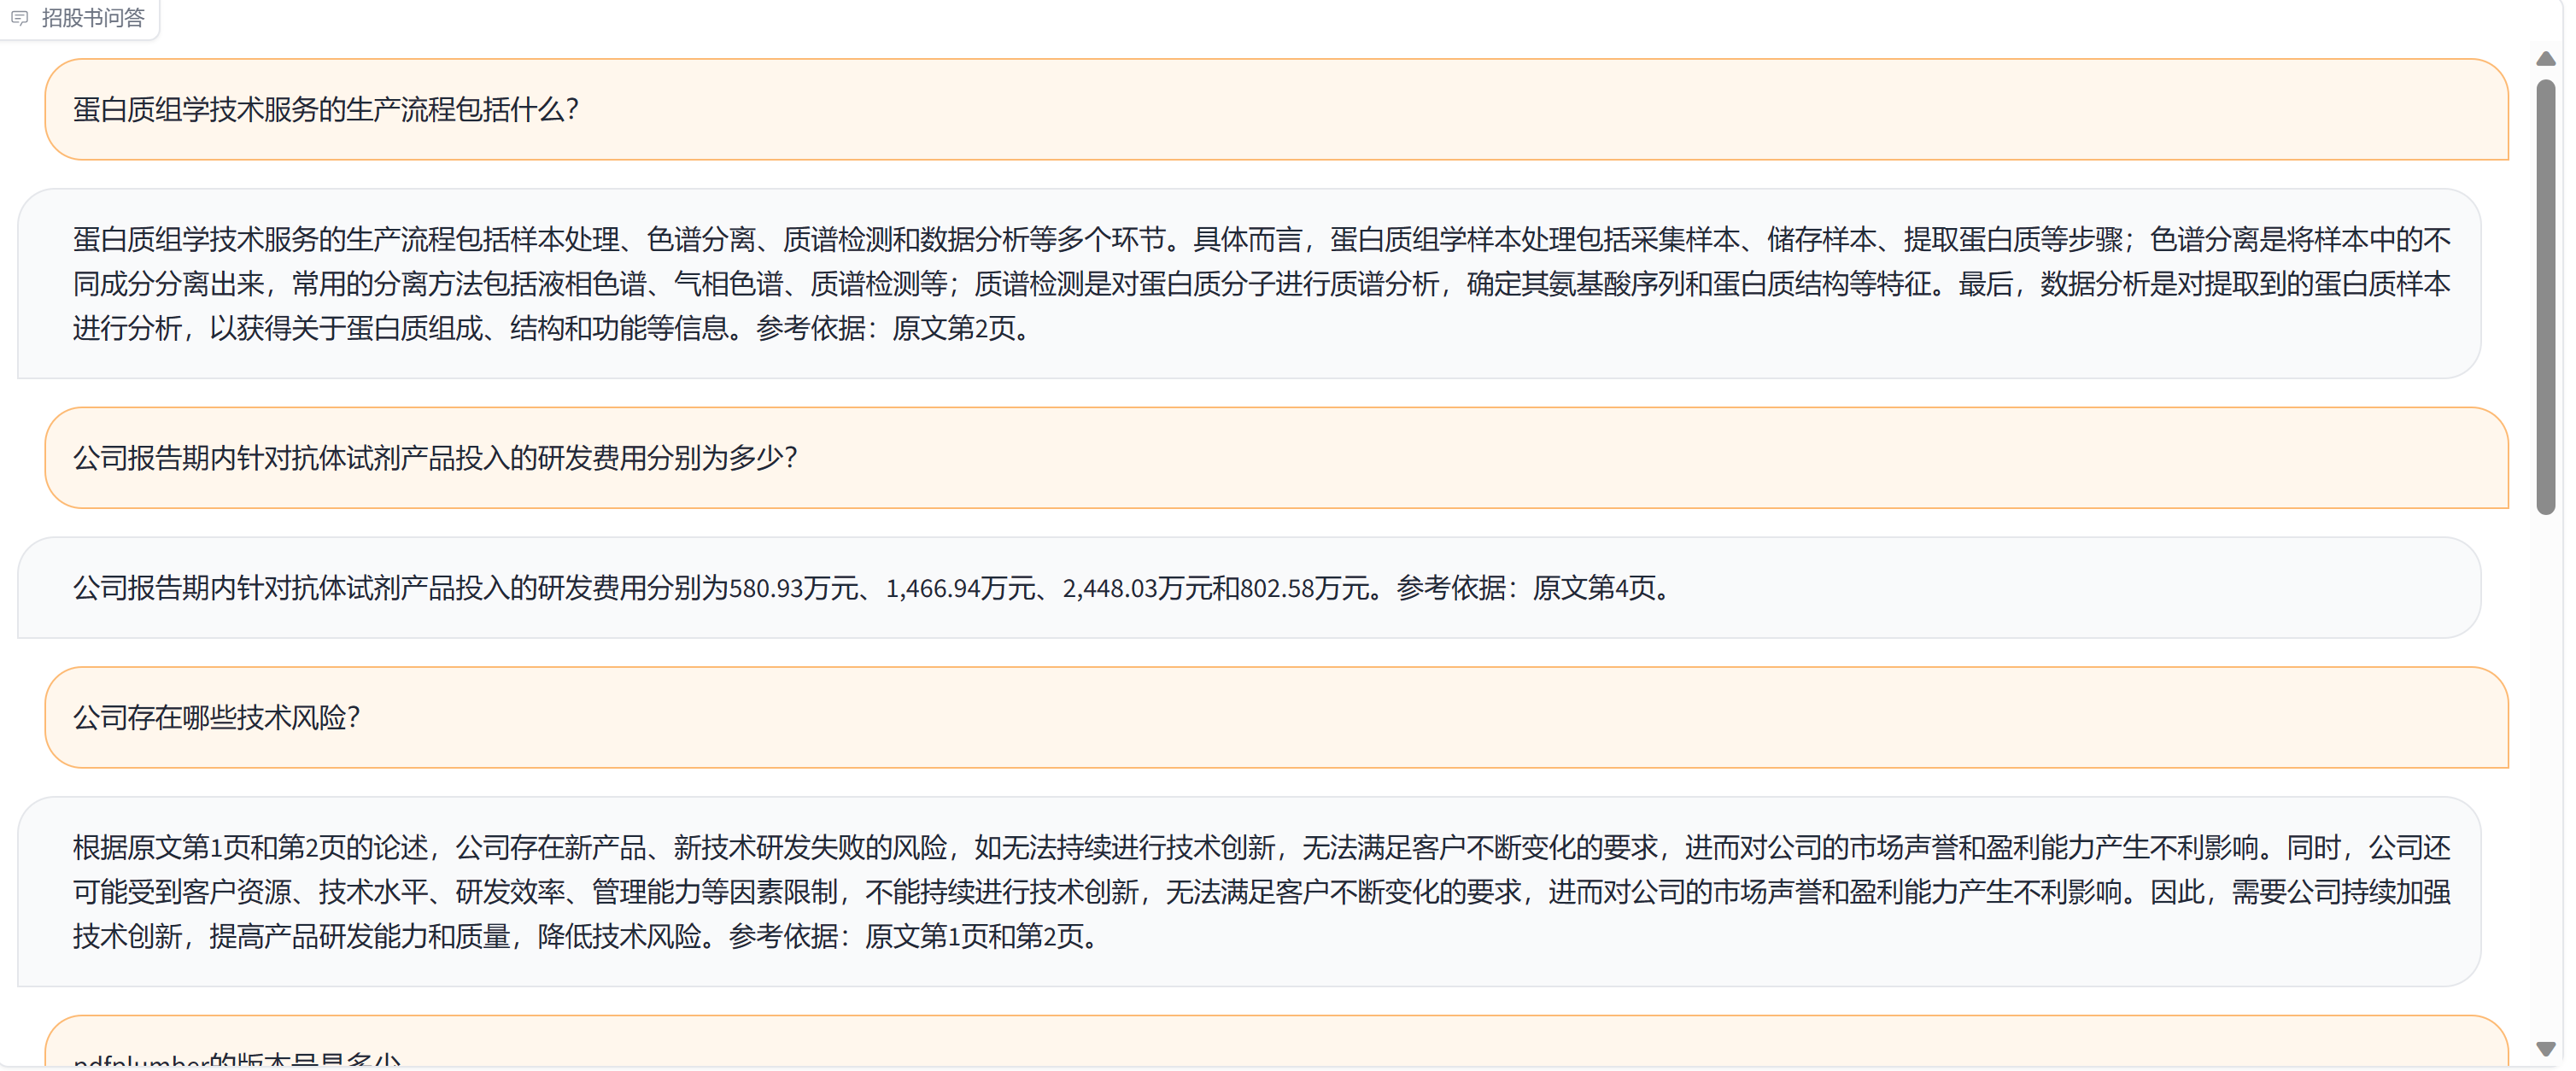 招股书问答
蛋白质组学技术服务的生产流程包括什么？
蛋白质组学技术服务的生产流程包括样本处理、色谱分离、质谱检测和数据分析等多个环节。具体而言，蛋白质组学样本处理包括采集样本、储存样本、提取蛋白质等步骤；色谱分离是将样本中的不
同成分分离出来，常用的分离方法包括液相色谱、气相色谱、质谱检测等；质谱检测是对蛋白质分子进行质谱分析，确定其氨基酸序列和蛋白质结构等特征。最后，数据分析是对提取到的蛋白质样本
进行分析，以获得关于蛋白质组成、结构和功能等信息。参考依据：原文第2页。
公司报告期内针对抗体试剂产品投入的研发费用分别为多少？
公司报告期内针对抗体试剂产品投入的研发费用分别为580.93万元、1,466.94万元、2,448.03万元和802.58万元。参考依据：原文第4页。
公司存在哪些技术风险？
根据原文第1页和第2页的论述，公司存在新产品、新技术研发失败的风险，如无法持续进行技术创新，无法满足客户不断变化的要求，进而对公司的市场声誉和盈利能力产生不利影响。同时，公司还
可能受到客户资源、技术水平、研发效率、管理能力等因素限制，不能持续进行技术创新，无法满足客户不断变化的要求，进而对公司的市场声誉和盈利能力产生不利影响。因此，需要公司持续加强
技术创新，提高产品研发能力和质量，降低技术风险。参考依据：原文第1页和第2页。
pdfplumber的版本号是多少